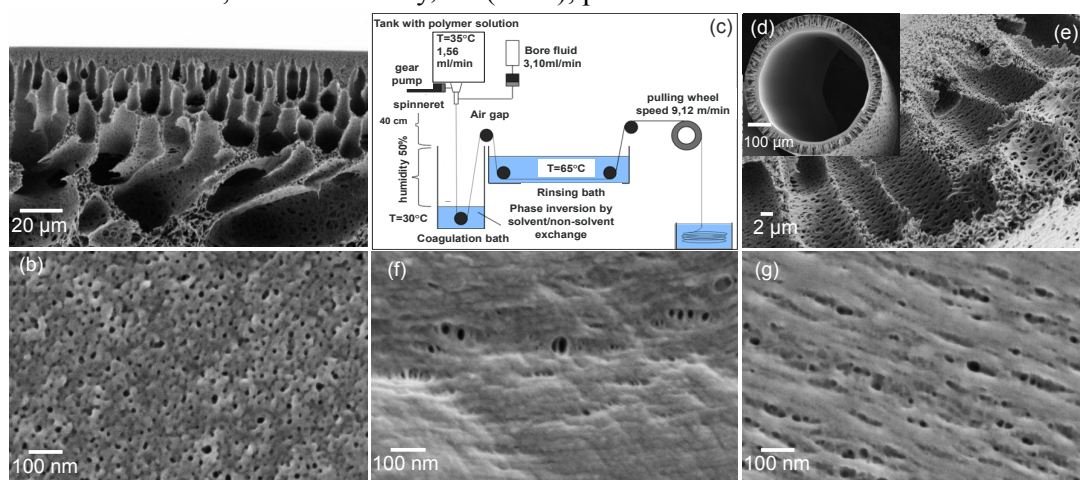 Tank with polymer solution
T=35°C
1,56
ml/min
Bore fluid
3,10ml/min
(c)
gear
pump
spinneret
40 cm
Air gap
pulling wheel
speed 9,12 m/min
humidity 50%
T=65°C
Rinsing bath
T=30°C
Phase inversion by
solvent/non-solvent
exchange
Coagulation bath
20 µm
(d)
100 µm
(e)
2 µm
(b)
100 nm
(f)
100 nm
(g)
100 nm